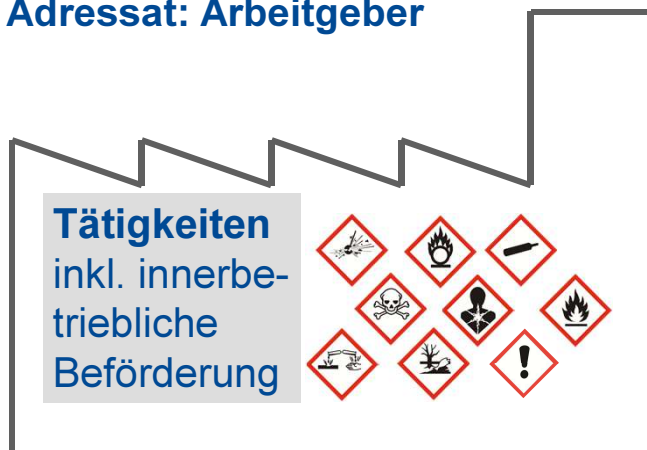 Adressat: Arbeitgeber
Tätigkeiten
inkl. innerbe-
triebliche
Beförderung